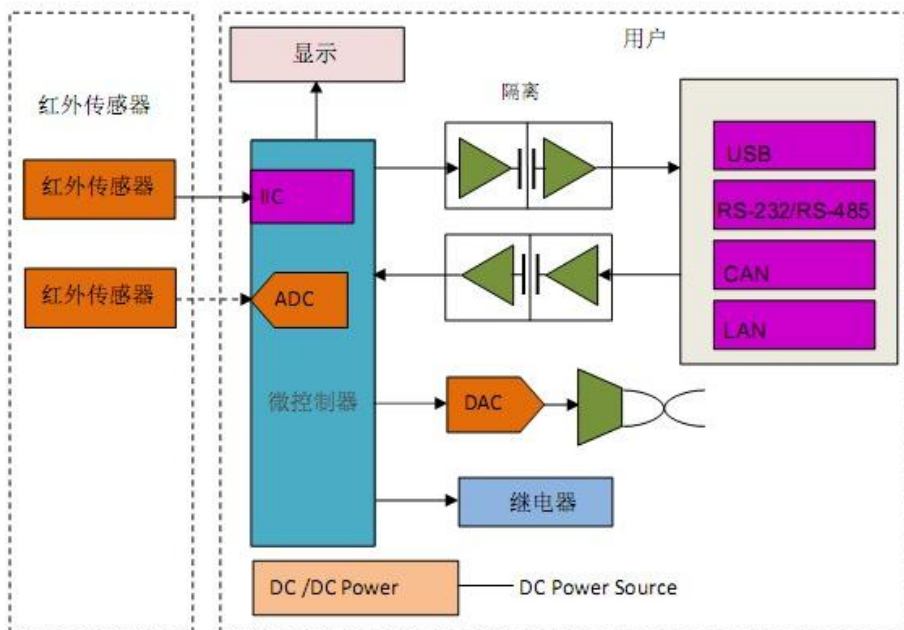 用户
显示
隔离
红外传感器
红外传感器
IIC
USB
RS-232/RS-485
CAN
LAN
红外传感器
ADC
微控制器
DAC
继电器
DC /DC Power
DC Power Source